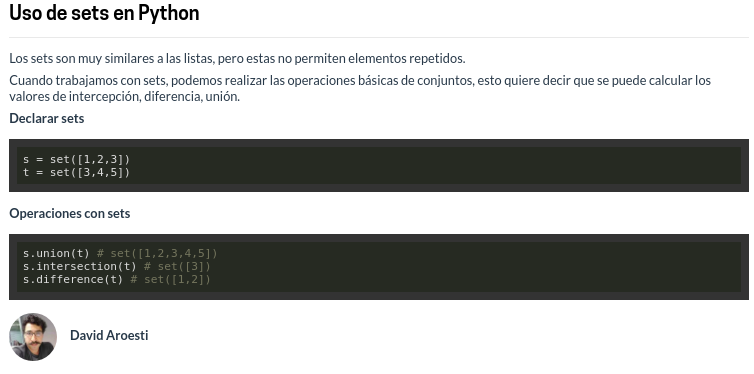 Uso de sets en Python
Los sets son muy similares a las listas, pero estas no permiten elementos repetidos.
Cuando trabajamos con sets, podemos realizar las operaciones básicas de conjuntos, esto quiere decir que se puede calcular los
valores de intercepción, diferencia, unión.
Declarar sets
s = set([1,2,3])
t = set([3,4,5])
Operaciones con sets
s.union(t) # set([1,2,3,4,5])
s.intersection(t) # set([3])
s.difference(t) # set([1,2])
David Aroesti